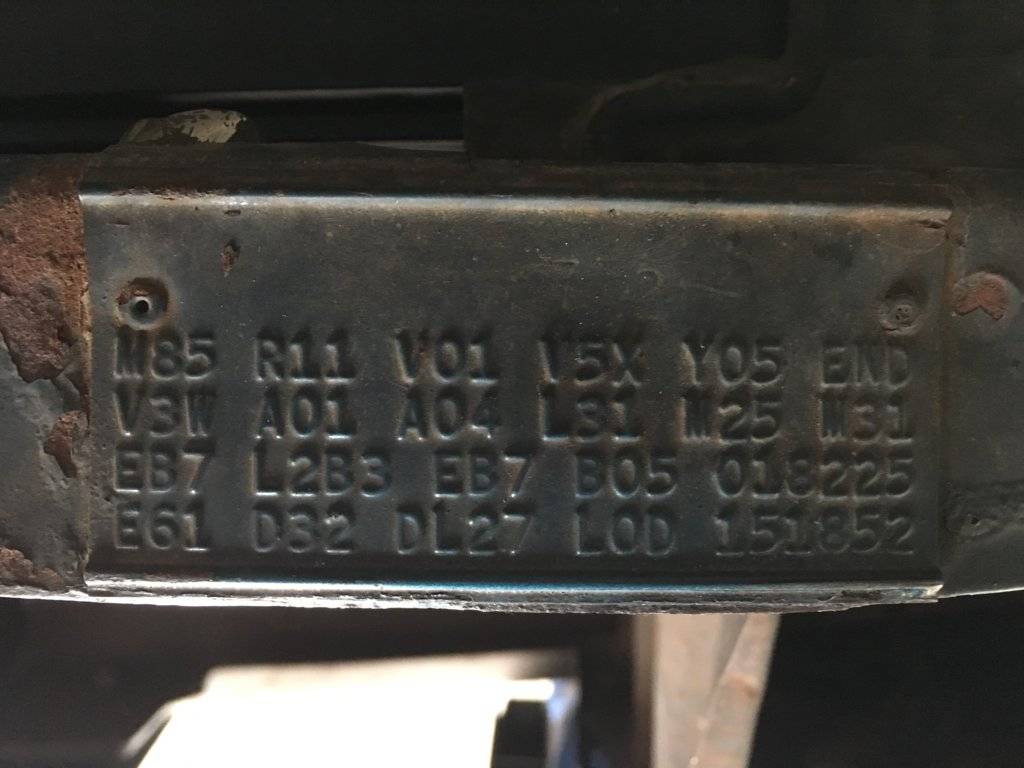 M85 R11 V01 V5X Y05 END
V3W A01 A04 L31 M25 M31
EB7 L2B3 EB7 B05 018225
E61 D32 DL27 L0D 151852